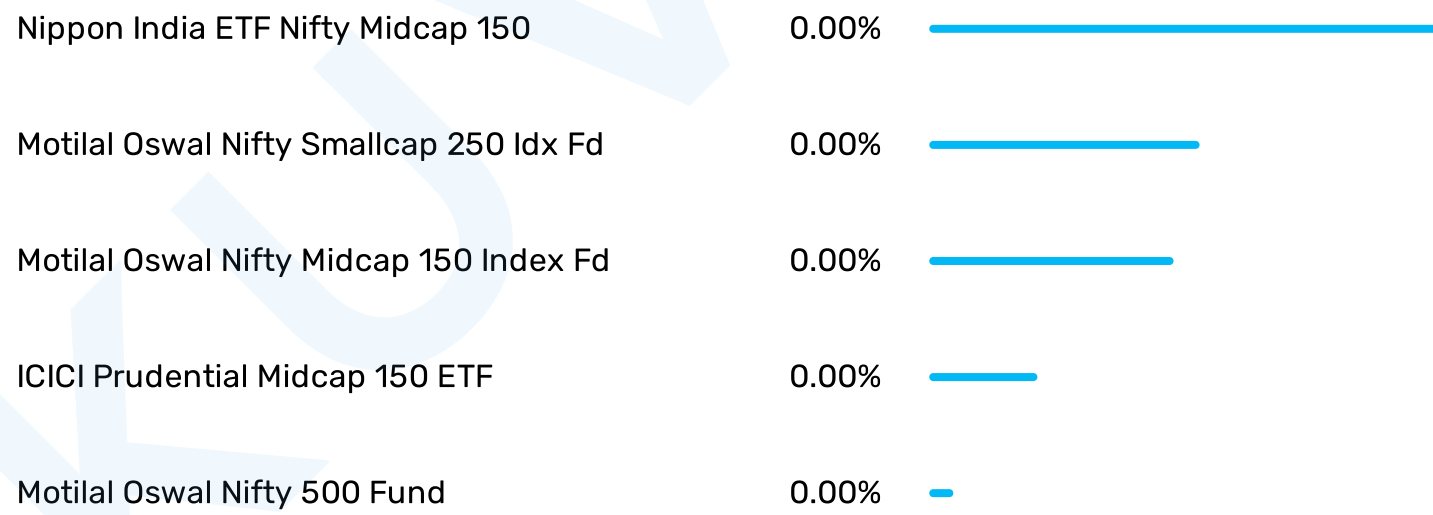 Nippon India ETF Nifty Midcap 150 0.00%
Motilal Oswal Nifty Smallcap 250 Idx Fd 0.00%
Motilal Oswal Nifty Midcap 150 Index Fd 0.00%
ICICI Prudential Midcap 150 ETF 0.00%
Motilal Oswal Nifty 500 Fund 0.00%
KUV